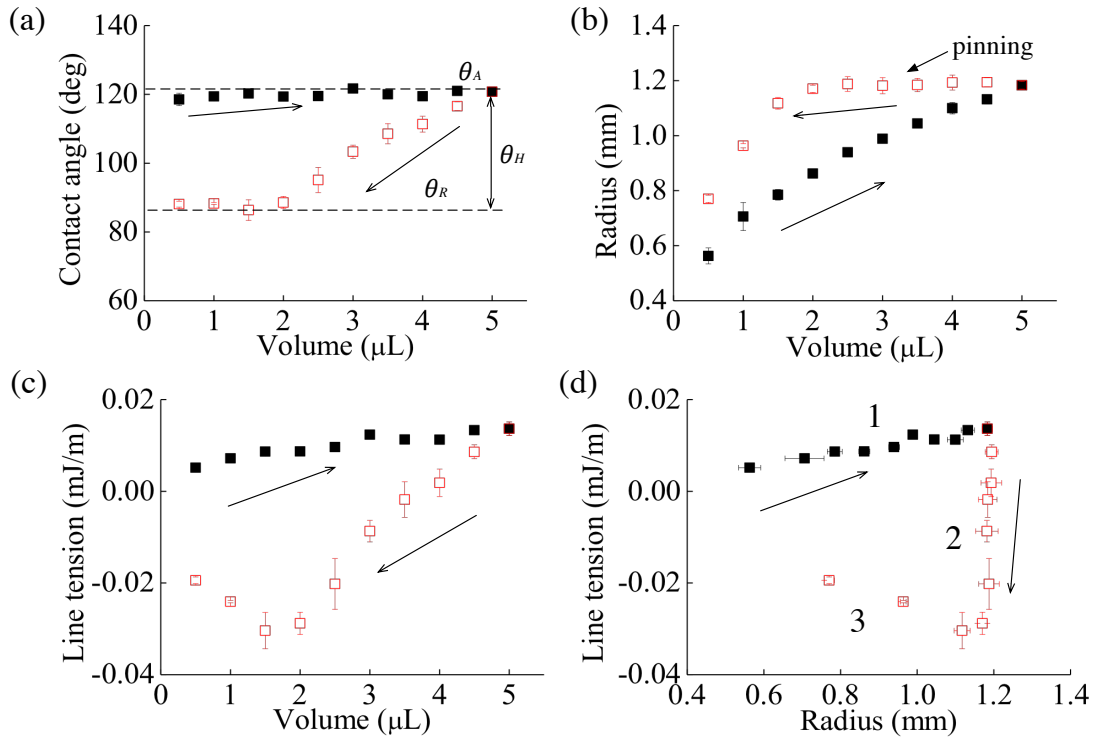 (a)
140
120
100
80
60
Contact angle (deg)
θA
θH
θR
0 1 2 3 4 5
Volume (μL)
(b)
1.4
1.2
1.0
0.8
0.6
0.4
Radius (mm)
pinning
0 1 2 3 4 5
Volume (μL)
(c)
0.02
0.00
-0.02
-0.04
Line tension (mJ/m)
0 1 2 3 4 5
Volume (μL)
(d)
0.02
0.00
-0.02
-0.04
Line tension (mJ/m)
1
2
3
0.4 0.6 0.8 1.0 1.2 1.4
Radius (mm)